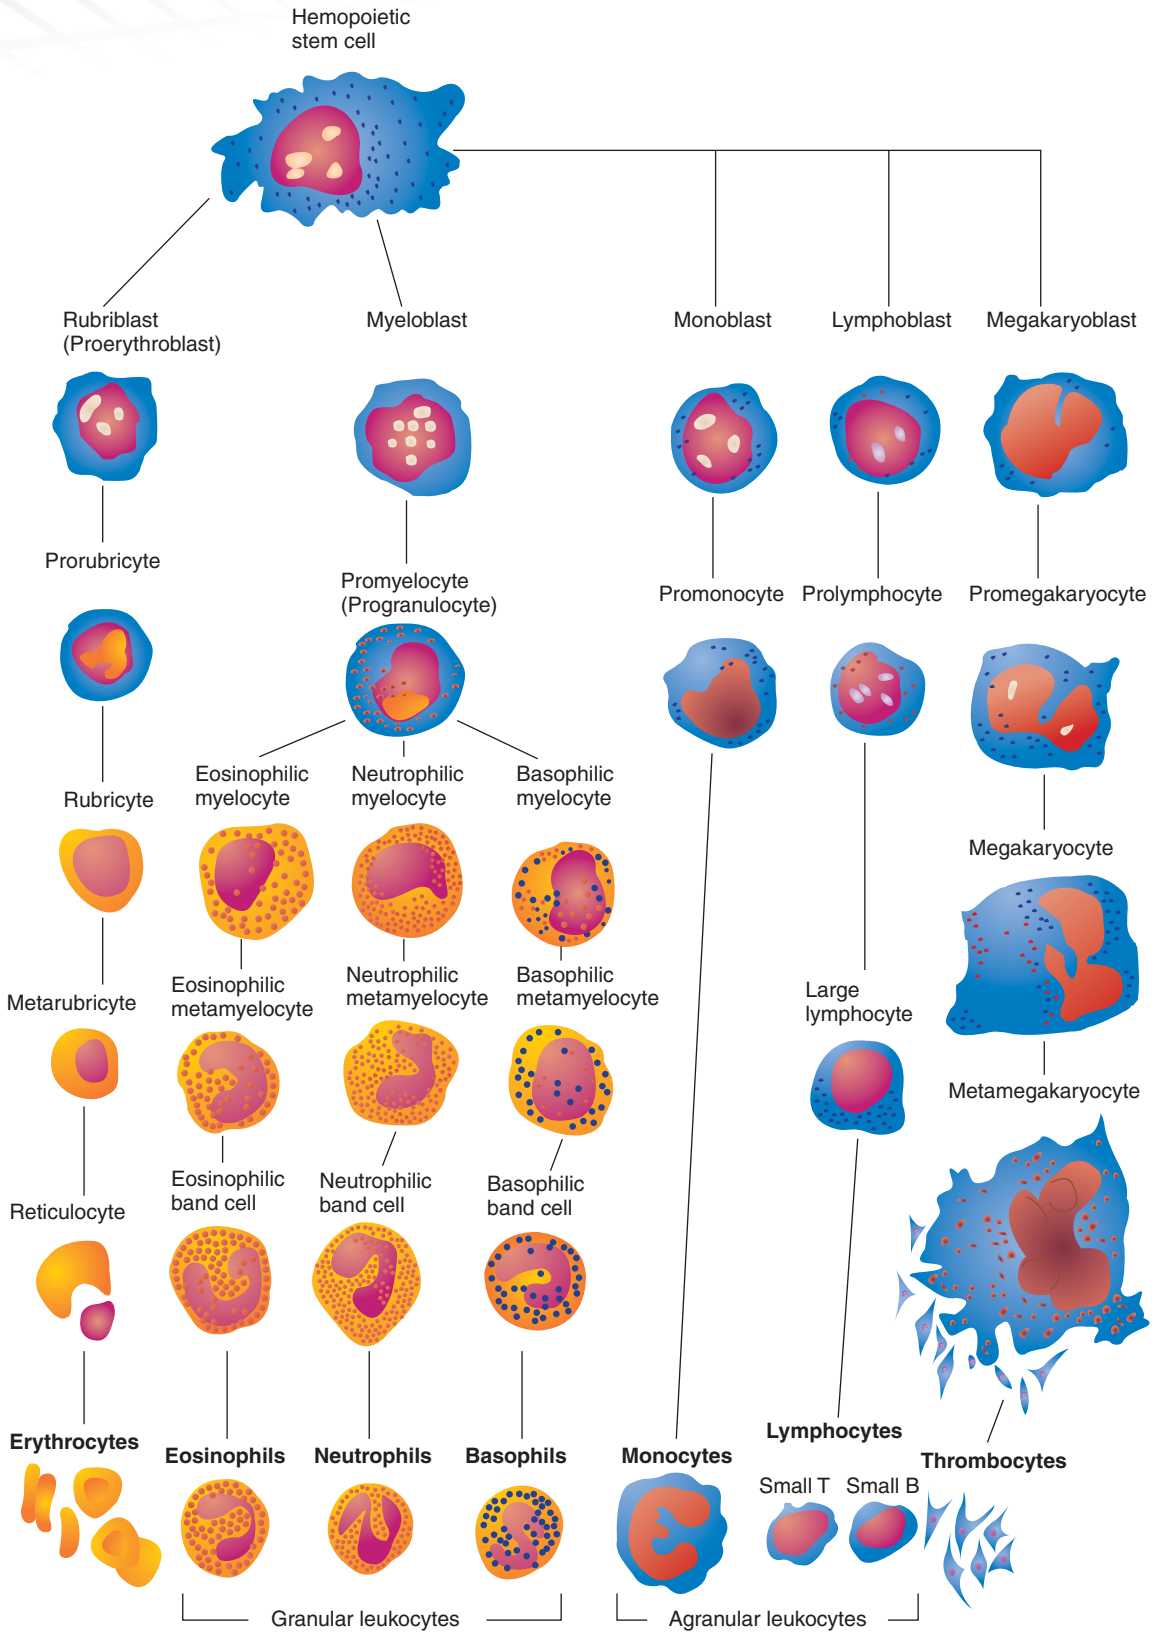 Hemopoietic
stem cell
Rubriblast
(Proerythroblast)
Myeloblast
Monoblast
Lymphoblast
Megakaryoblast
Prorubricyte
Promyelocyte
(Progranulocyte)
Promonocyte
Prolymphocyte
Promegakaryocyte
Rubricyte
Eosinophilic
myelocyte
Neutrophilic
myelocyte
Basophilic
myelocyte
Megakaryocyte
Metarubricyte
Eosinophilic
metamyelocyte
Neutrophilic
metamyelocyte
Basophilic
metamyelocyte
Large
lymphocyte
Metamegakaryocyte
Reticulocyte
Eosinophilic
band cell
Neutrophilic
band cell
Basophilic
band cell
Erythrocytes
Eosinophils
Neutrophils
Basophils
Monocytes
Lymphocytes
Small T
Small B
Thrombocytes
Granular leukocytes
Agranular leukocytes